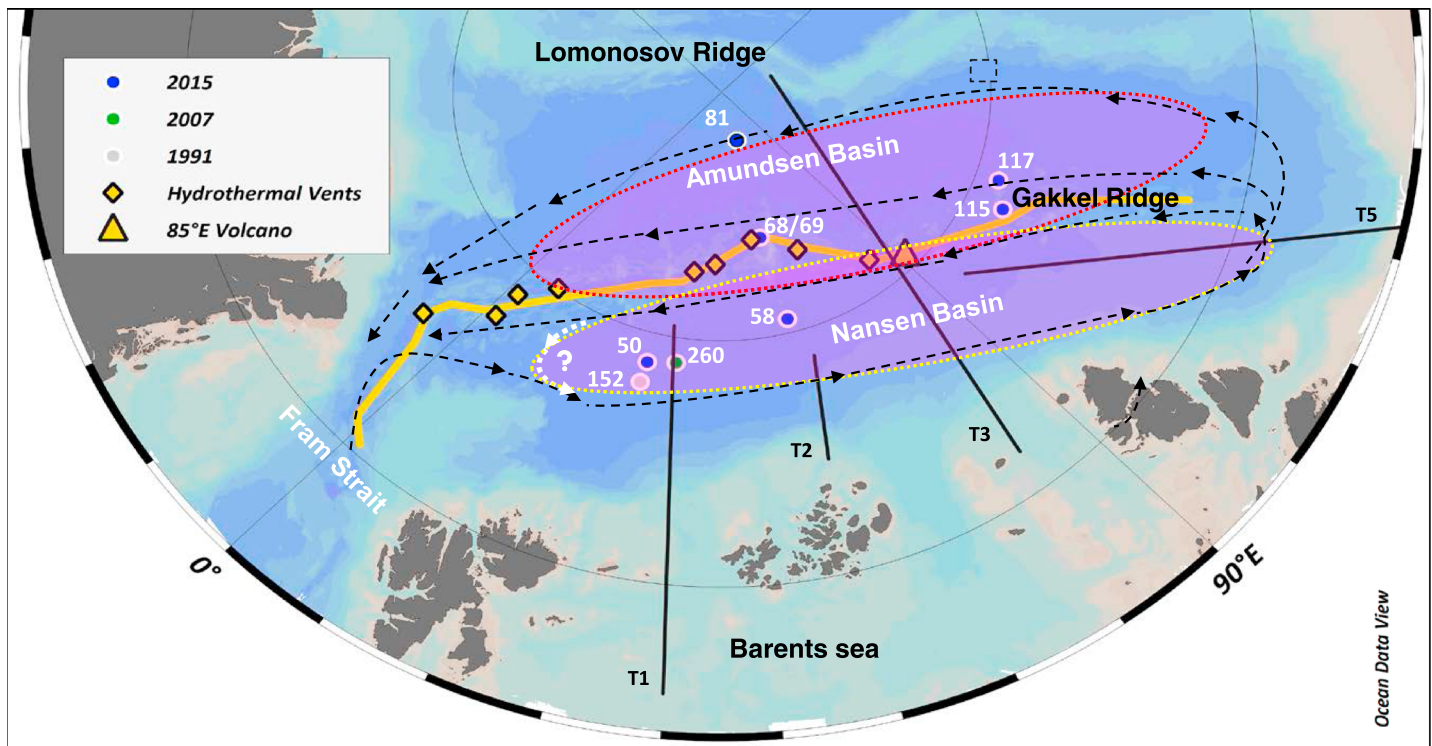 Lomonosov Ridge
2015
2007
1991
Hydrothermal Vents
85°E Volcano
81
Amundsen Basin
117
Gakkel Ridge
115
T5
68/69
Nansen Basin
58
50
260
?
152
T2
T3
Fram Strait
0°
90°E
Barents sea
T1
Ocean Data View